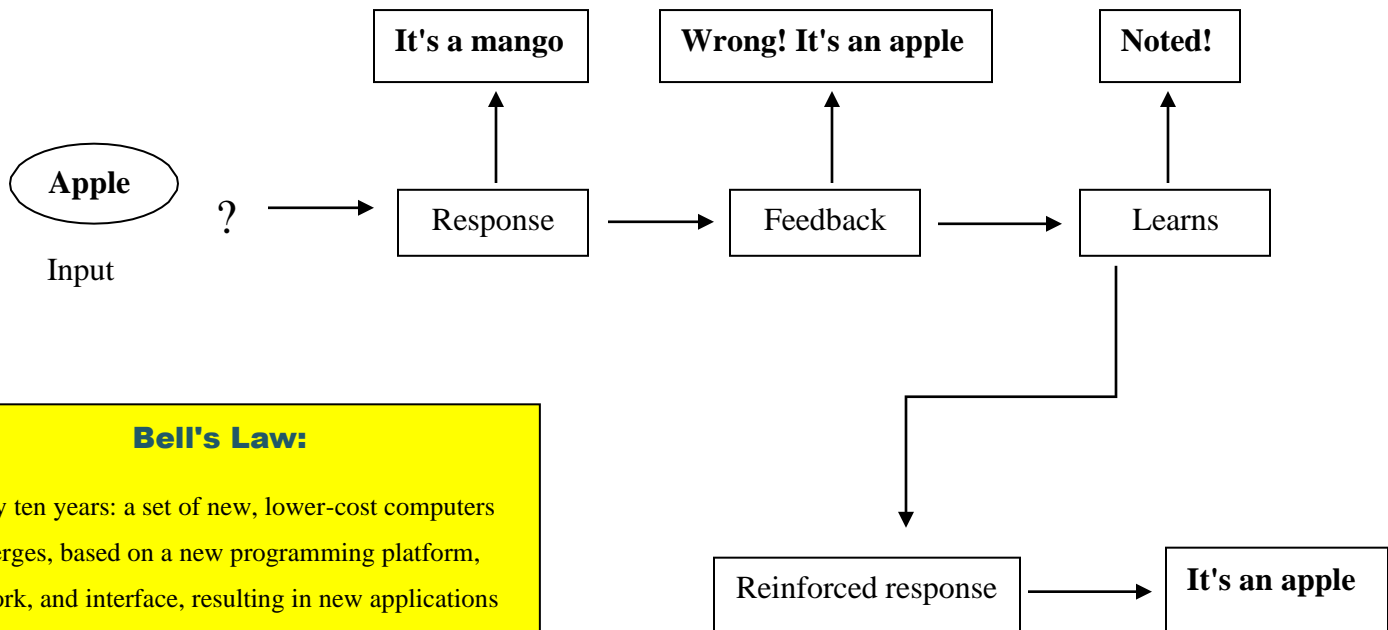 It's a mango
Wrong! It's an apple
Noted!
Apple
?
Response
Feedback
Learns
Input
Bell's Law:
ten years: a set of new, lower-cost computers
based on a new programming platform,
and interface, resulting in new applications
Reinforced response
It's an apple